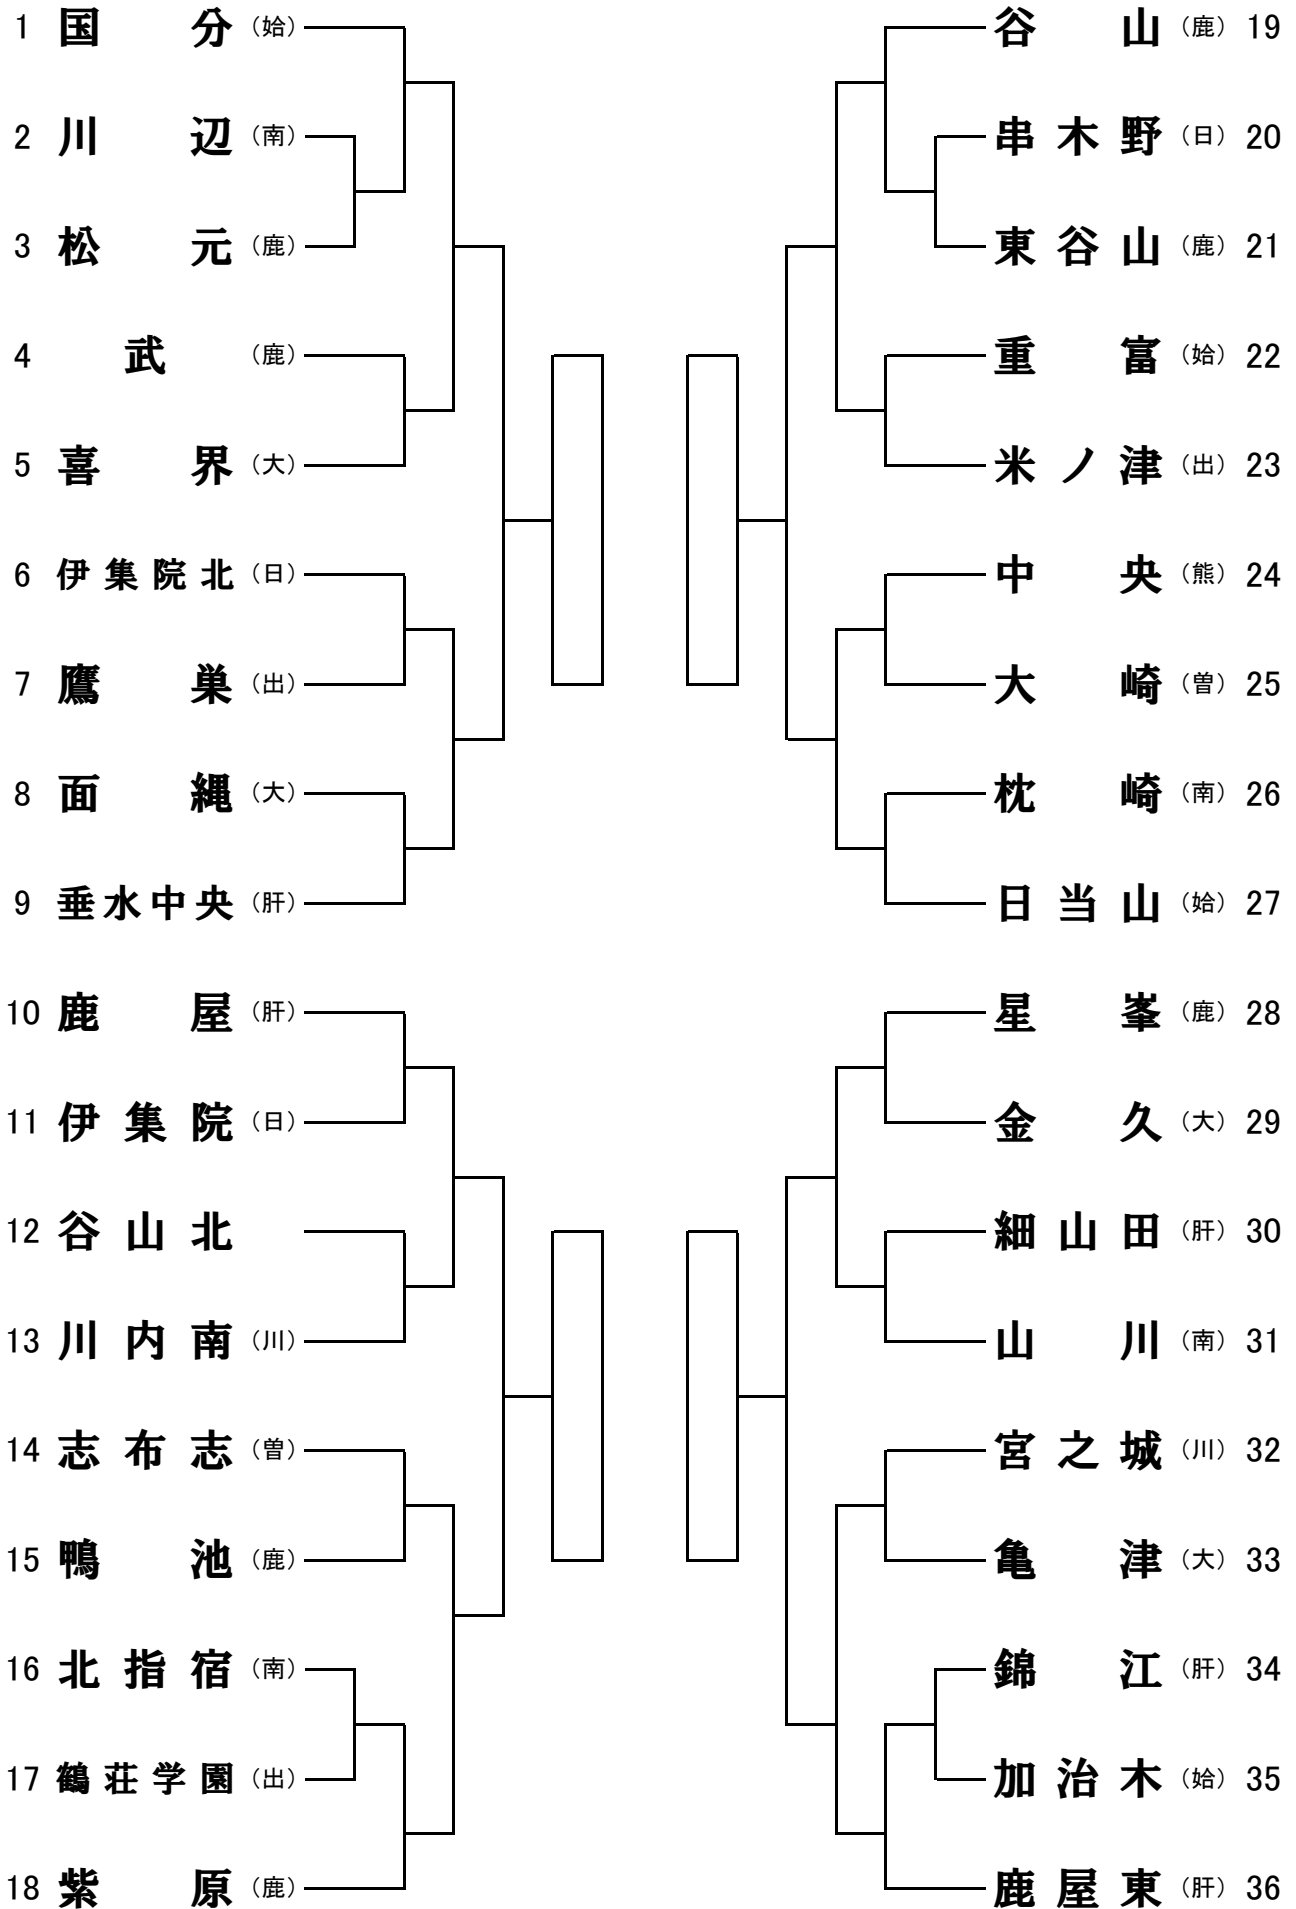 1 国分 （姶）
2 川辺 （南）
3 松元 （鹿）
4 武 （鹿）
5 喜界 （大）
6 伊集院北 （日）
7 鷹巣 （出）
8 面縄 （大）
9 垂水中央 （肝）
10 鹿屋 （肝）
11 伊集院 （日）
12 谷山北
13 川内南 （川）
14 志布志 （曽）
15 鴨池 （鹿）
16 北指宿 （南）
17 鶴荘学園 （出）
18 紫原 （鹿）
谷山 （鹿） 19
串木野 （日） 20
東谷山 （鹿） 21
重富 （姶） 22
米ノ津 （出） 23
中央 （熊） 24
大崎 （曽） 25
枕崎 （南） 26
日当山 （姶） 27
星峯 （鹿） 28
金久 （大） 29
細山田 （肝） 30
山川 （南） 31
宮之城 （川） 32
亀津 （大） 33
錦江 （肝） 34
加治木 （姶） 35
鹿屋東 （肝） 36